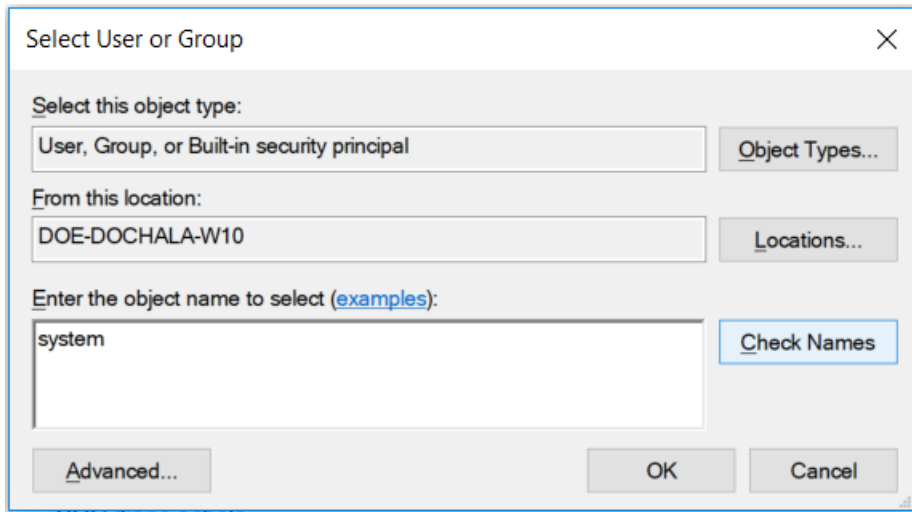 Select User or Group
Select this object type:
User, Group, or Built-in security principal
Object Types...
From this location:
DOE-DOCHALA-W10
Locations...
Enter the object name to select (examples):
system
Check Names
Advanced...
OK
Cancel